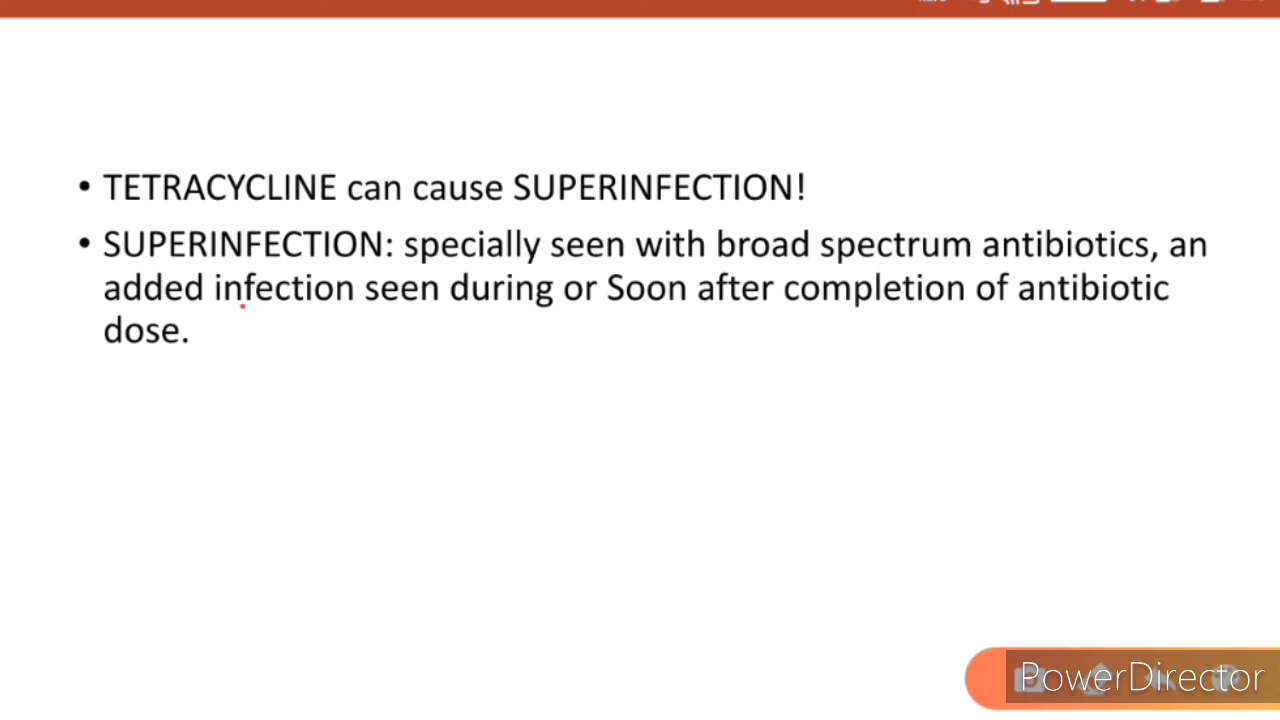 • TETRACYCLINE can cause SUPERINFECTION!
• SUPERINFECTION: specially seen with broad spectrum antibiotics, an
added infection seen during or Soon after completion of antibiotic
dose.
PowerDirector